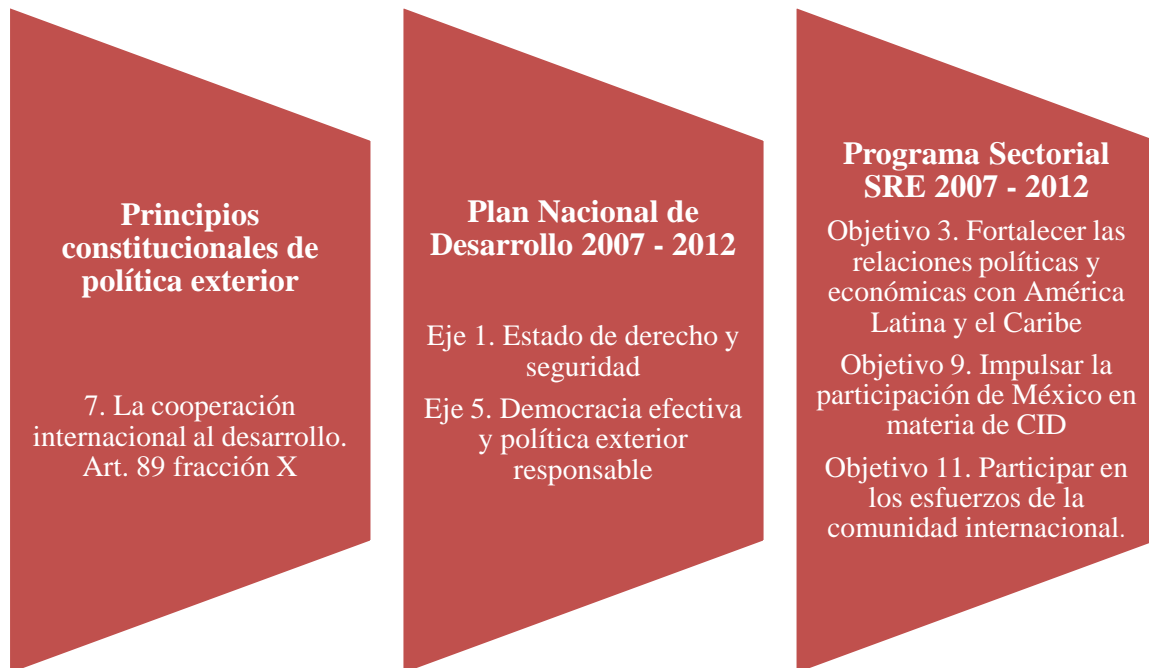 Principios
constitucionales de
política exterior
7. La cooperación
internacional al desarrollo.
Art. 89 fracción X
Plan Nacional de
Desarrollo 2007 - 2012
Eje 1. Estado de derecho y
seguridad
Eje 5. Democracia efectiva
y política exterior
responsable
Programa Sectorial
SRE 2007 - 2012
Objetivo 3. Fortalecer las
relaciones políticas y
económicas con América
Latina y el Caribe
Objetivo 9. Impulsar la
participación de México en
materia de CID
Objetivo 11. Participar en
los esfuerzos de la
comunidad internacional.